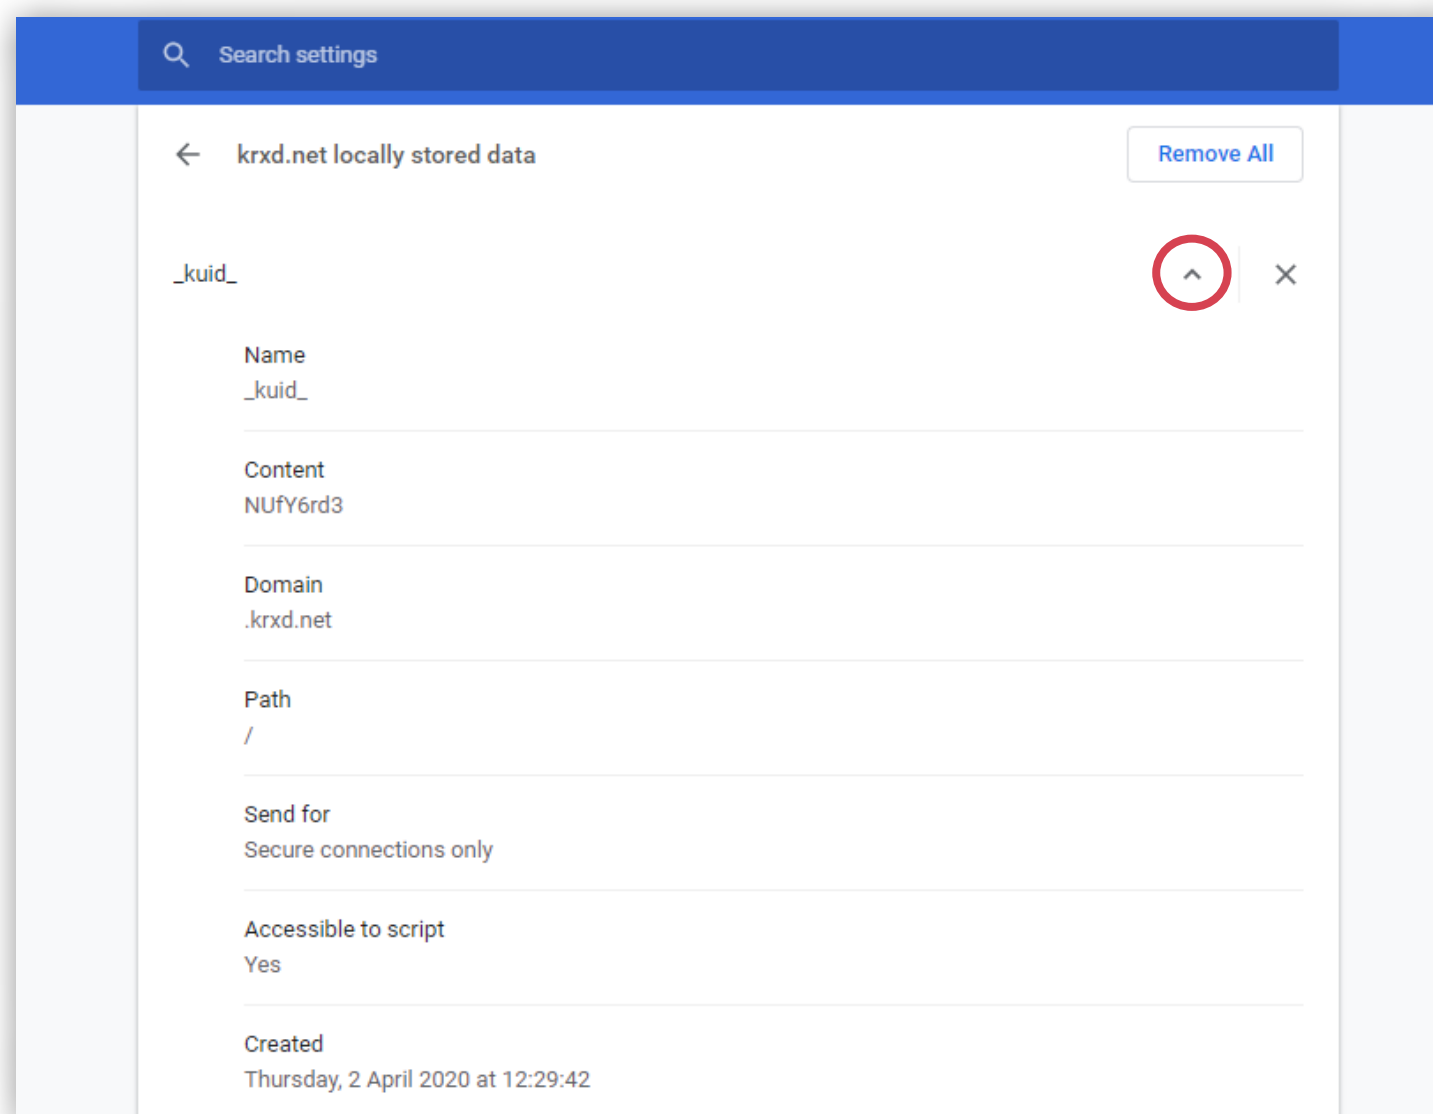 Search settings
krxd.net locally stored data
Remove All
_kuid_
Name
_kuid_
Content
NUfY6rd3
Domain
.krxd.net
Path
/
Send for
Secure connections only
Accessible to script
Yes
Created
Thursday, 2 April 2020 at 12:29:42